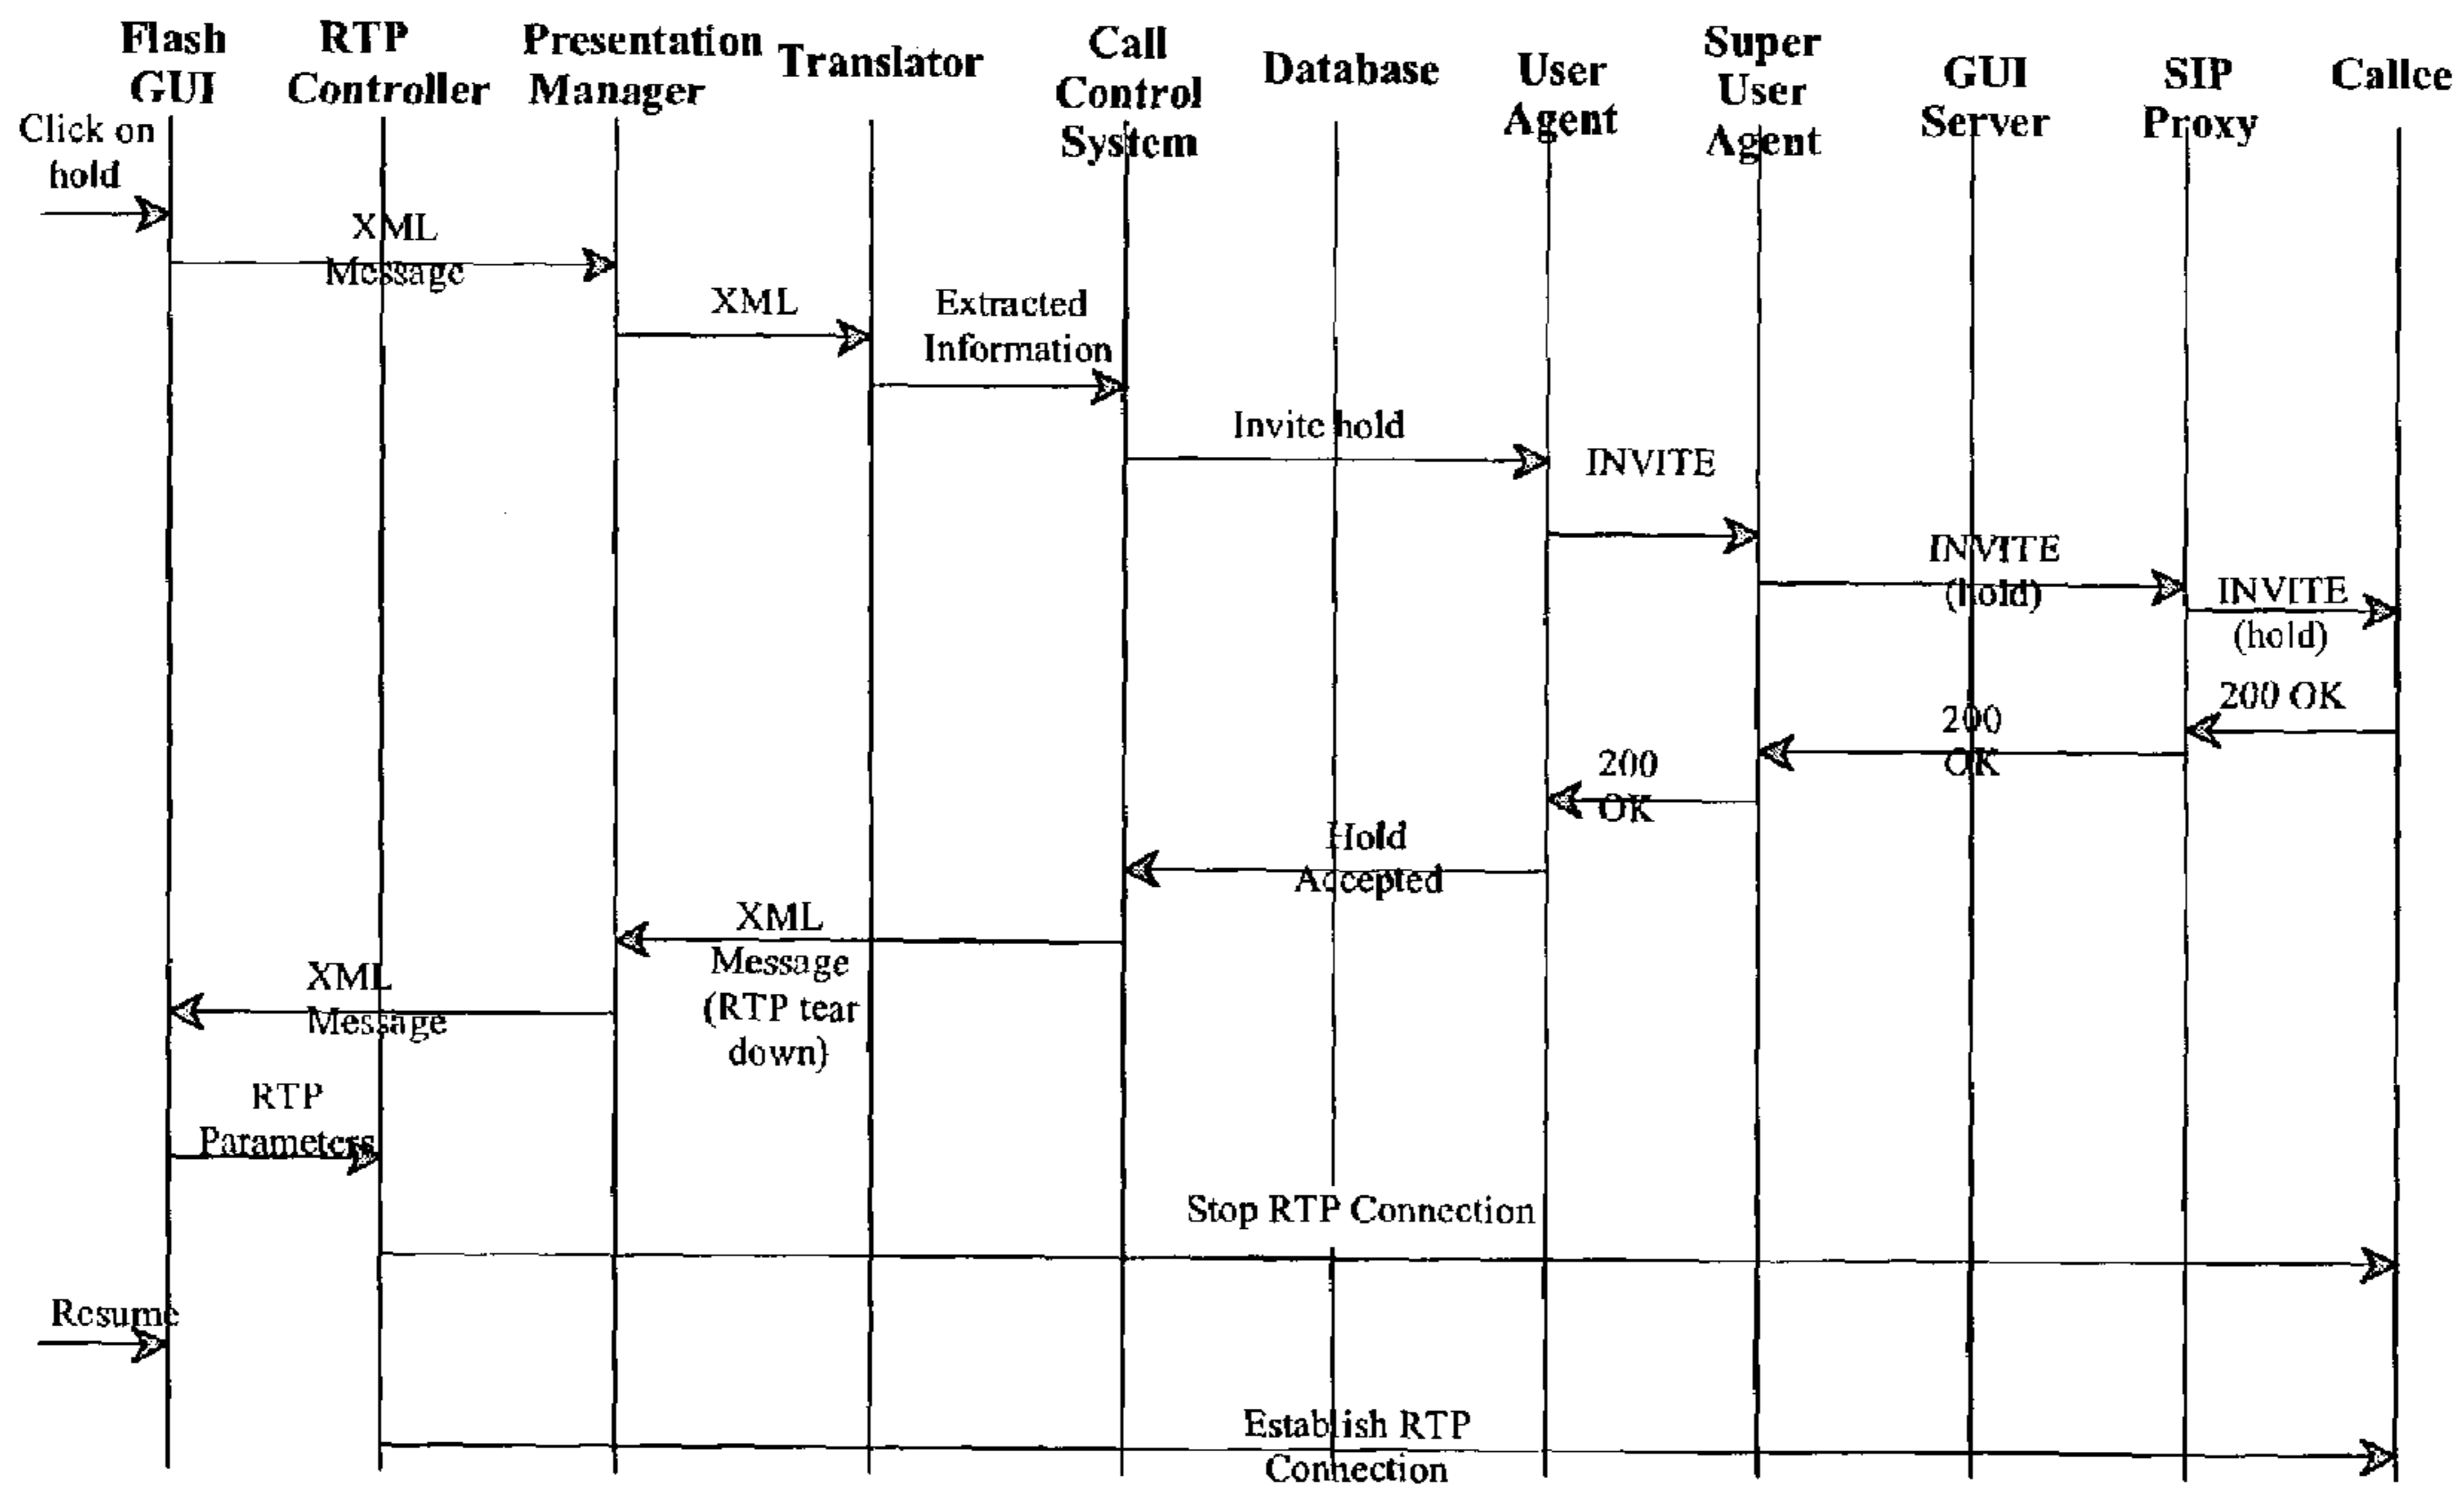 Flash
GUI
RTP
Controller
Presentation
Manager
Translator
Call
Control
System
Database
User
Agent
Super
User
Agent
GUI
Server
SIP
Proxy
Callee
Click on
hold
XML
Message
XML
Extracted
Information
Invite hold
INVITE
INVITE
(hold)
INVITE
(hold)
200 OK
200
OK
200
OK
Hold
Accepted
XML
Message
(RTP tear
down)
XML
Message
RTP
Parameters
Stop RTP Connection
Resume
Establish RTP
Connection